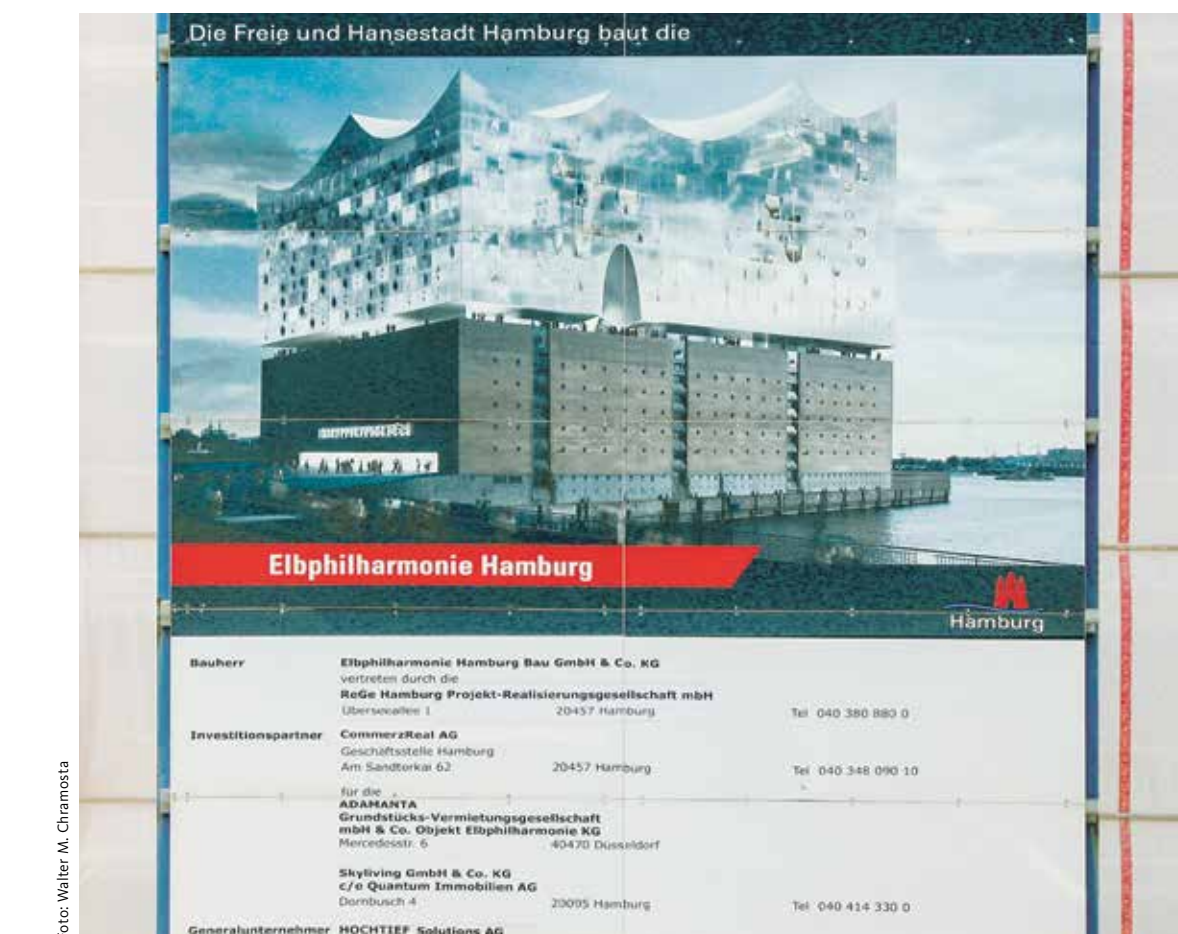 Die Freie und Hansestadt Hamburg baut die
Elbphilharmonie Hamburg
Hamburg
Bauherr
Elbphilharmonie Hamburg Bau GmbH & Co. KG
vertreten durch die
ReGe Hamburg Projekt-Realisierungsgesellschaft mbH
Überseeallee 1 20457 Hamburg Tel 040 380 880 0
Investitionspartner
CommerzReal AG
Geschäftsstelle Hamburg
Am Sandtorkai 62 20457 Hamburg Tel 040 348 090 10
für die
ADAMANTA
Grundstücks-Vermietungsgesellschaft
mbH & Co. Objekt Elbphilharmonie KG
Mercedesstr. 6 40470 Düsseldorf
Skyliving GmbH & Co. KG
c/o Quantum Immobilien AG
Dornbusch 4 20095 Hamburg Tel 040 414 330 0
Generalunternehmer HOCHTIEF Solutions AG
oto: Walter M. Chramosta